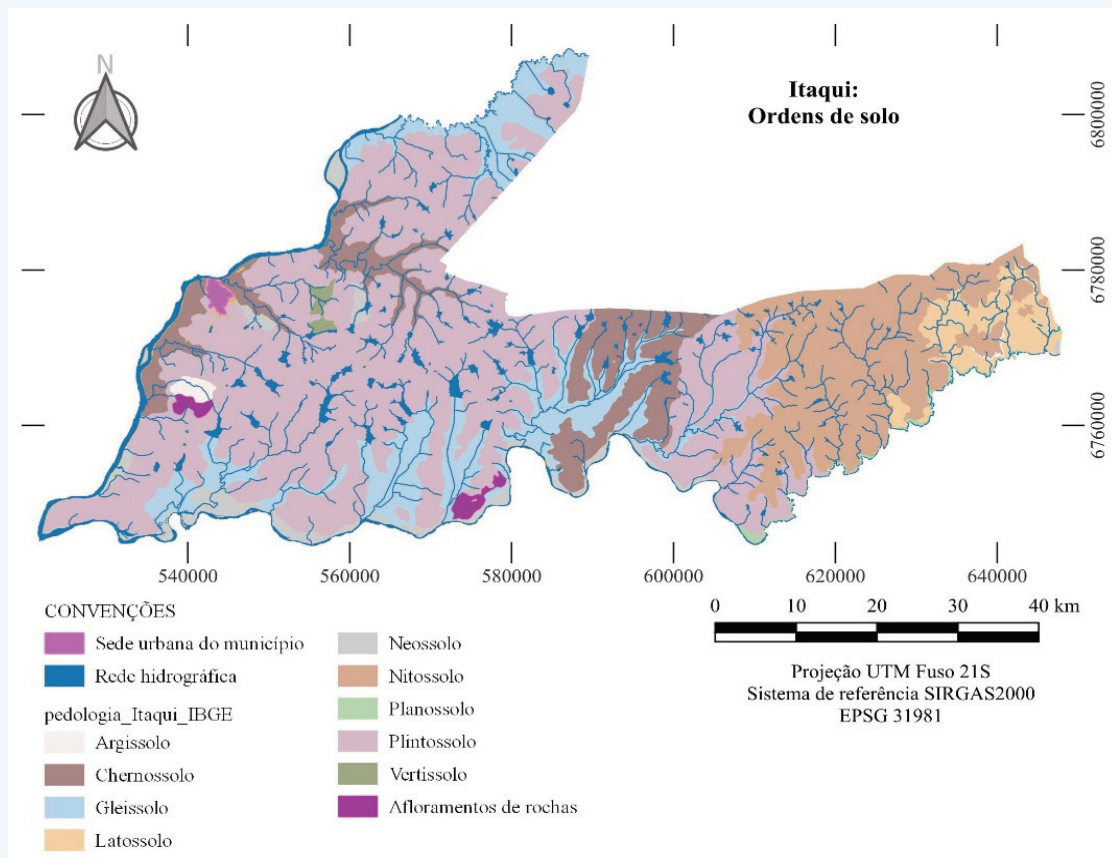 N
Itaqui:
Ordens de solo
6800000
6780000
6760000
540000
560000
580000
600000
620000
640000
CONVENÇÕES
Sede urbana do município
Rede hidrográfica
pedologia_Itaqui_IBGE
Argissolo
Chernossolo
Gleissolo
Latossolo
Neossolo
Nitossolo
Planossolo
Plintossolo
Vertissolo
Afloramentos de rochas
0 10 20 30 40 km
Projeção UTM Fuso 21S
Sistema de referência SIRGAS2000
EPSG 31981